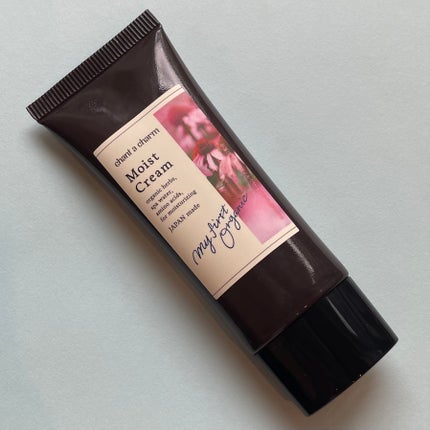 chant a charm
Moist
Cream
organic herbs,
spa water,
amino acids,
for moisturizing
JAPAN made
My first
Organic